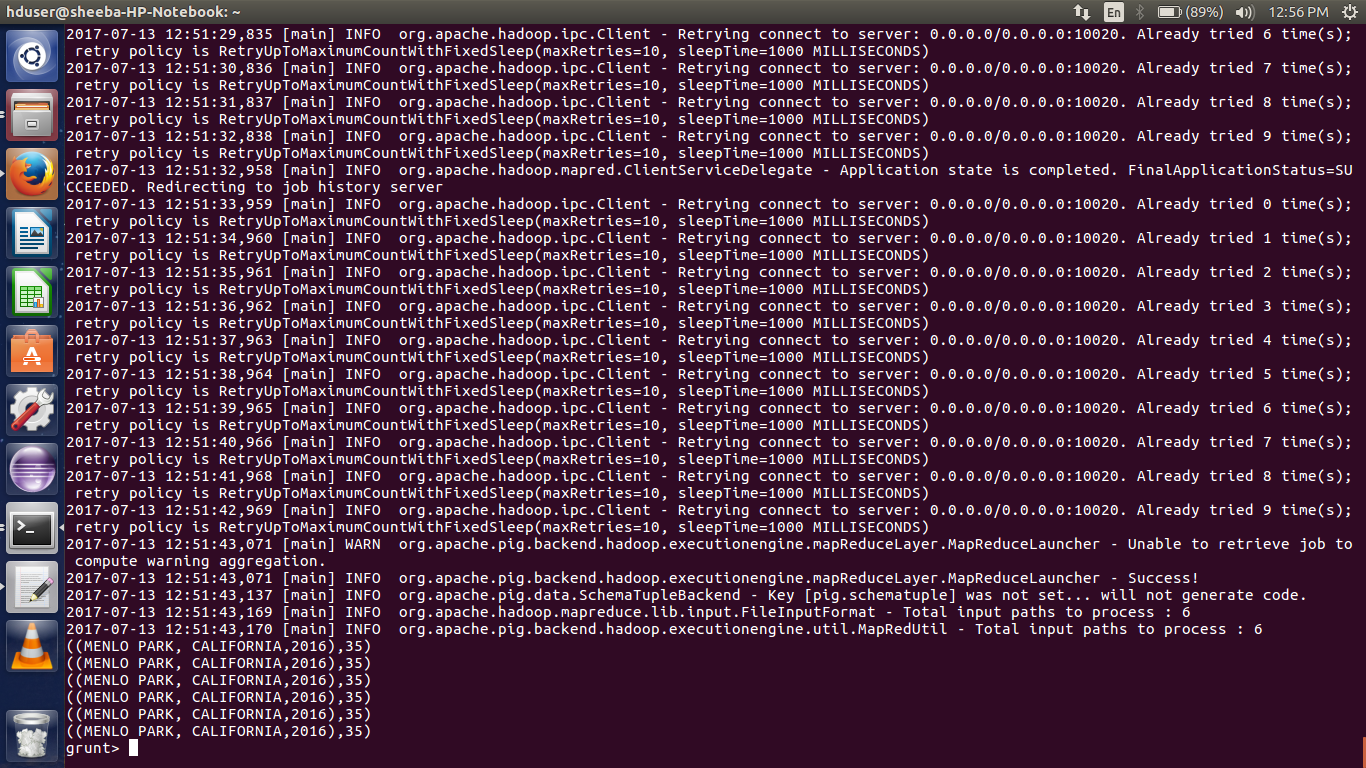 hduser@sheeba-HP-Notebook: ~
En
(89%)
12:56 PM
2017-07-13 12:51:29,835 [main] INFO  org.apache.hadoop.ipc.Client - Retrying connect to server: 0.0.0.0/0.0.0.0:10020. Already tried 6 time(s);
 retry policy is RetryUpToMaximumCountWithFixedSleep(maxRetries=10, sleepTime=1000 MILLISECONDS)
2017-07-13 12:51:30,836 [main] INFO  org.apache.hadoop.ipc.Client - Retrying connect to server: 0.0.0.0/0.0.0.0:10020. Already tried 7 time(s);
 retry policy is RetryUpToMaximumCountWithFixedSleep(maxRetries=10, sleepTime=1000 MILLISECONDS)
2017-07-13 12:51:31,837 [main] INFO  org.apache.hadoop.ipc.Client - Retrying connect to server: 0.0.0.0/0.0.0.0:10020. Already tried 8 time(s);
 retry policy is RetryUpToMaximumCountWithFixedSleep(maxRetries=10, sleepTime=1000 MILLISECONDS)
2017-07-13 12:51:32,838 [main] INFO  org.apache.hadoop.ipc.Client - Retrying connect to server: 0.0.0.0/0.0.0.0:10020. Already tried 9 time(s);
 retry policy is RetryUpToMaximumCountWithFixedSleep(maxRetries=10, sleepTime=1000 MILLISECONDS)
2017-07-13 12:51:32,958 [main] INFO  org.apache.hadoop.mapred.ClientServiceDelegate - Application state is completed. FinalApplicationStatus=SU
CCEEDED. Redirecting to job history server
2017-07-13 12:51:33,959 [main] INFO  org.apache.hadoop.ipc.Client - Retrying connect to server: 0.0.0.0/0.0.0.0:10020. Already tried 0 time(s);
 retry policy is RetryUpToMaximumCountWithFixedSleep(maxRetries=10, sleepTime=1000 MILLISECONDS)
2017-07-13 12:51:34,960 [main] INFO  org.apache.hadoop.ipc.Client - Retrying connect to server: 0.0.0.0/0.0.0.0:10020. Already tried 1 time(s);
 retry policy is RetryUpToMaximumCountWithFixedSleep(maxRetries=10, sleepTime=1000 MILLISECONDS)
2017-07-13 12:51:35,961 [main] INFO  org.apache.hadoop.ipc.Client - Retrying connect to server: 0.0.0.0/0.0.0.0:10020. Already tried 2 time(s);
 retry policy is RetryUpToMaximumCountWithFixedSleep(maxRetries=10, sleepTime=1000 MILLISECONDS)
2017-07-13 12:51:36,962 [main] INFO  org.apache.hadoop.ipc.Client - Retrying connect to server: 0.0.0.0/0.0.0.0:10020. Already tried 3 time(s);
 retry policy is RetryUpToMaximumCountWithFixedSleep(maxRetries=10, sleepTime=1000 MILLISECONDS)
2017-07-13 12:51:37,963 [main] INFO  org.apache.hadoop.ipc.Client - Retrying connect to server: 0.0.0.0/0.0.0.0:10020. Already tried 4 time(s);
 retry policy is RetryUpToMaximumCountWithFixedSleep(maxRetries=10, sleepTime=1000 MILLISECONDS)
2017-07-13 12:51:38,964 [main] INFO  org.apache.hadoop.ipc.Client - Retrying connect to server: 0.0.0.0/0.0.0.0:10020. Already tried 5 time(s);
 retry policy is RetryUpToMaximumCountWithFixedSleep(maxRetries=10, sleepTime=1000 MILLISECONDS)
2017-07-13 12:51:39,965 [main] INFO  org.apache.hadoop.ipc.Client - Retrying connect to server: 0.0.0.0/0.0.0.0:10020. Already tried 6 time(s);
 retry policy is RetryUpToMaximumCountWithFixedSleep(maxRetries=10, sleepTime=1000 MILLISECONDS)
2017-07-13 12:51:40,966 [main] INFO  org.apache.hadoop.ipc.Client - Retrying connect to server: 0.0.0.0/0.0.0.0:10020. Already tried 7 time(s);
 retry policy is RetryUpToMaximumCountWithFixedSleep(maxRetries=10, sleepTime=1000 MILLISECONDS)
2017-07-13 12:51:41,968 [main] INFO  org.apache.hadoop.ipc.Client - Retrying connect to server: 0.0.0.0/0.0.0.0:10020. Already tried 8 time(s);
 retry policy is RetryUpToMaximumCountWithFixedSleep(maxRetries=10, sleepTime=1000 MILLISECONDS)
2017-07-13 12:51:42,969 [main] INFO  org.apache.hadoop.ipc.Client - Retrying connect to server: 0.0.0.0/0.0.0.0:10020. Already tried 9 time(s);
 retry policy is RetryUpToMaximumCountWithFixedSleep(maxRetries=10, sleepTime=1000 MILLISECONDS)
2017-07-13 12:51:43,071 [main] WARN  org.apache.pig.backend.hadoop.executionengine.mapReduceLayer.MapReduceLauncher - Unable to retrieve job to
 compute warning aggregation.
2017-07-13 12:51:43,071 [main] INFO  org.apache.pig.backend.hadoop.executionengine.mapReduceLayer.MapReduceLauncher - Success!
2017-07-13 12:51:43,137 [main] INFO  org.apache.pig.data.SchemaTupleBackend - Key [pig.schematuple] was not set... will not generate code.
2017-07-13 12:51:43,169 [main] INFO  org.apache.hadoop.mapreduce.lib.input.FileInputFormat - Total input paths to process : 6
2017-07-13 12:51:43,170 [main] INFO  org.apache.pig.backend.hadoop.executionengine.util.MapRedUtil - Total input paths to process : 6
((MENLO PARK, CALIFORNIA,2016),35)
((MENLO PARK, CALIFORNIA,2016),35)
((MENLO PARK, CALIFORNIA,2016),35)
((MENLO PARK, CALIFORNIA,2016),35)
((MENLO PARK, CALIFORNIA,2016),35)
((MENLO PARK, CALIFORNIA,2016),35)
grunt>